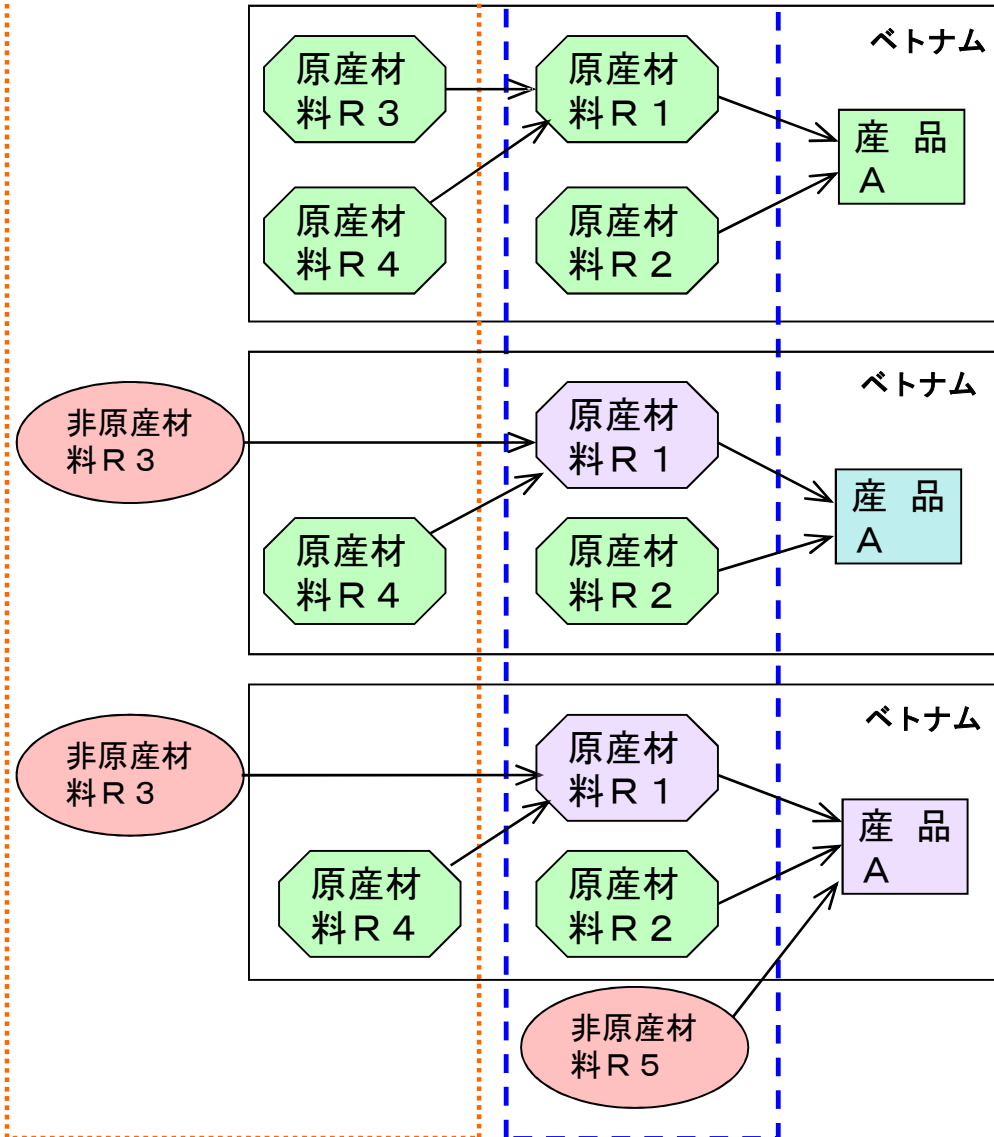 ベトナム
原産材
料R３
原産材
料R１
産 品
A
原産材
料R４
原産材
料R２
ベトナム
非原産材
料R３
原産材
料R１
産 品
A
原産材
料R４
原産材
料R２
ベトナム
非原産材
料R３
原産材
料R１
産 品
A
原産材
料R４
原産材
料R２
非原産材
料R５